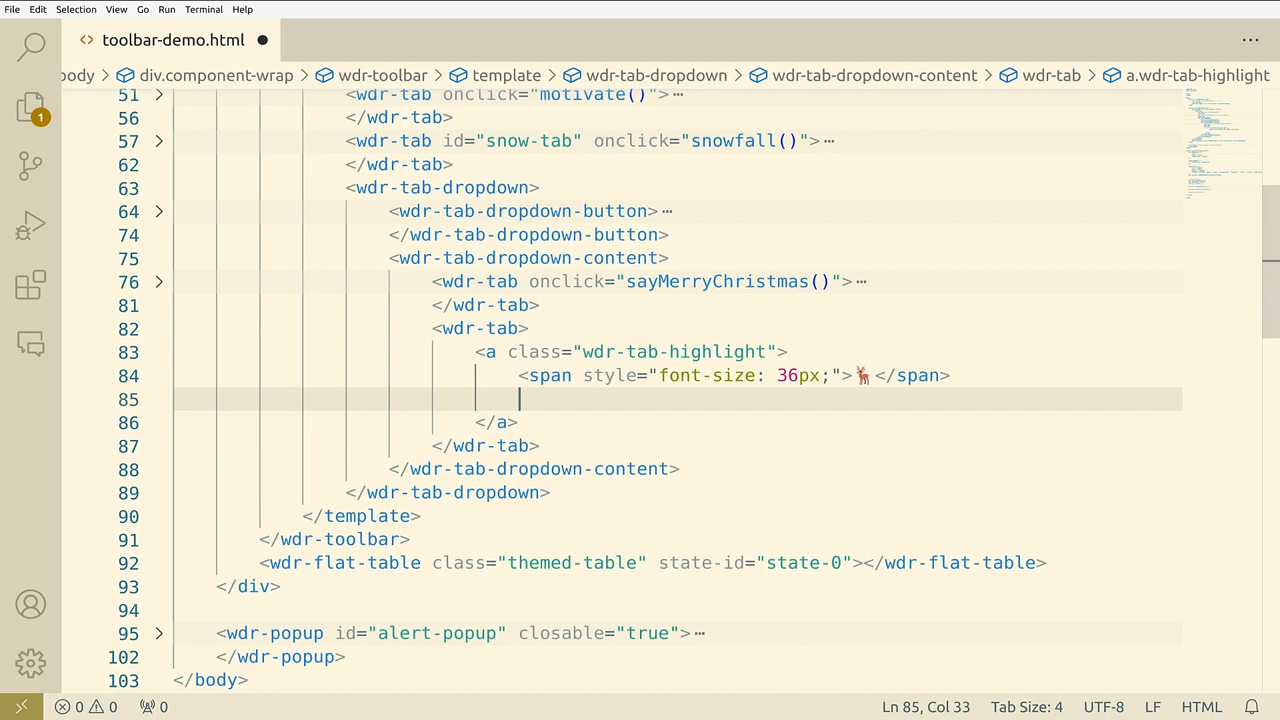 File Edit Selection View Go Run Terminal Help
<> toolbar-demo.html ● ···
body > div.component-wrap > wdr-toolbar > template > wdr-tab-dropdown > wdr-tab-dropdown-content > wdr-tab > a.wdr-tab-highlight
1
51 > <wdr-tab onclick="motivate()">⋯
56 </wdr-tab>
57 > <wdr-tab id="snow-tab" onclick="snowfall()">⋯
62 </wdr-tab>
63 <wdr-tab-dropdown>
64 > <wdr-tab-dropdown-button>⋯
74 </wdr-tab-dropdown-button>
75 <wdr-tab-dropdown-content>
76 > <wdr-tab onclick="sayMerryChristmas()">⋯
81 </wdr-tab>
82 <wdr-tab>
83 <a class="wdr-tab-highlight">
84 <span style="font-size: 36px;">🦌</span>
85
86 </a>
87 </wdr-tab>
88 </wdr-tab-dropdown-content>
89 </wdr-tab-dropdown>
90 </template>
91 </wdr-toolbar>
92 <wdr-flat-table class="themed-table" state-id="state-0"></wdr-flat-table>
93 </div>
94
95 > <wdr-popup id="alert-popup" closable="true">⋯
102 </wdr-popup>
103 </body>
0 0 0 Ln 85, Col 33 Tab Size: 4 UTF-8 LF HTML